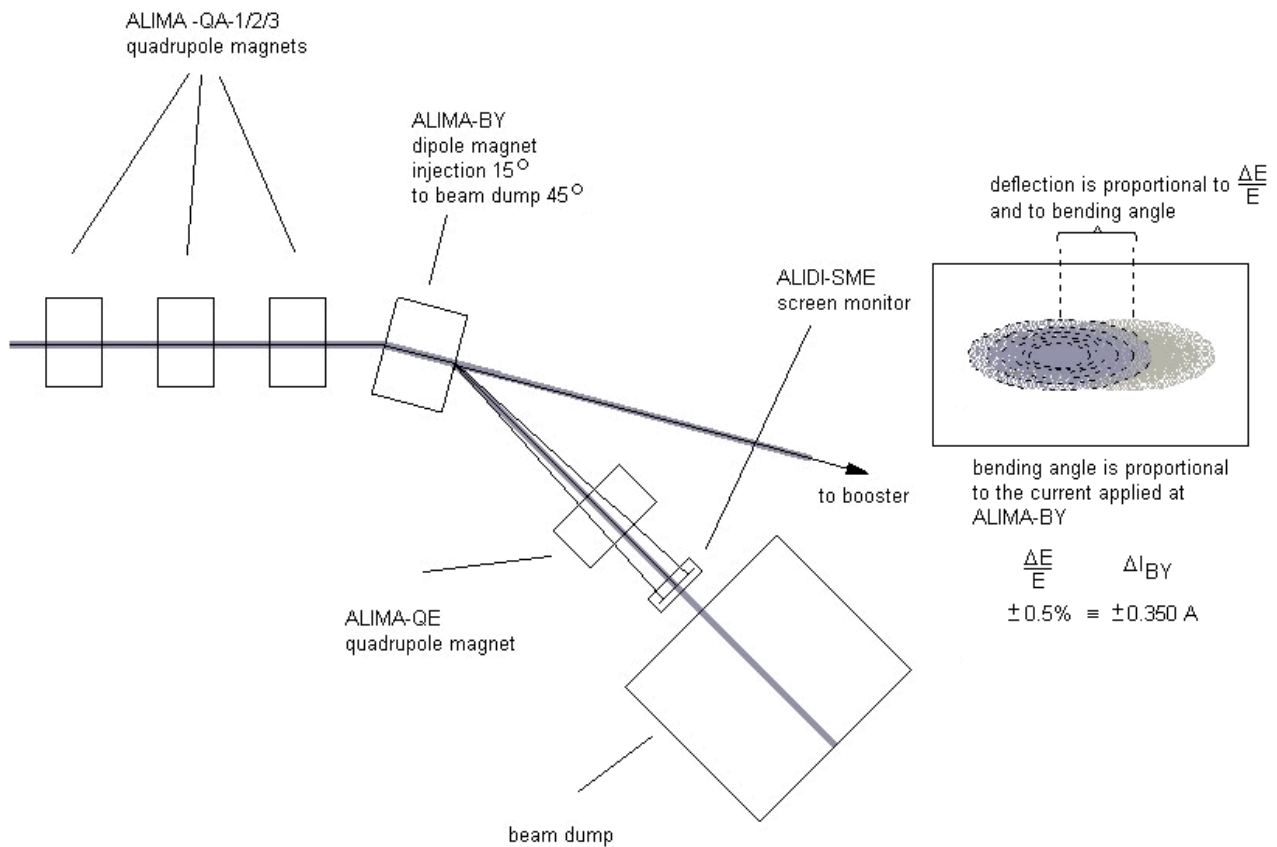 ALIMA -QA-1/2/3
quadrupole magnets
ALIMA-BY
dipole magnet
injection 15°
to beam dump 45°
deflection is proportional to ΔE/E
and to bending angle
ALIDI-SME
screen monitor
to booster
bending angle is proportional
to the current applied at
ALIMA-BY
ΔE/E ΔI_BY
±0.5% ≡ ±0.350 A
ALIMA-QE
quadrupole magnet
beam dump